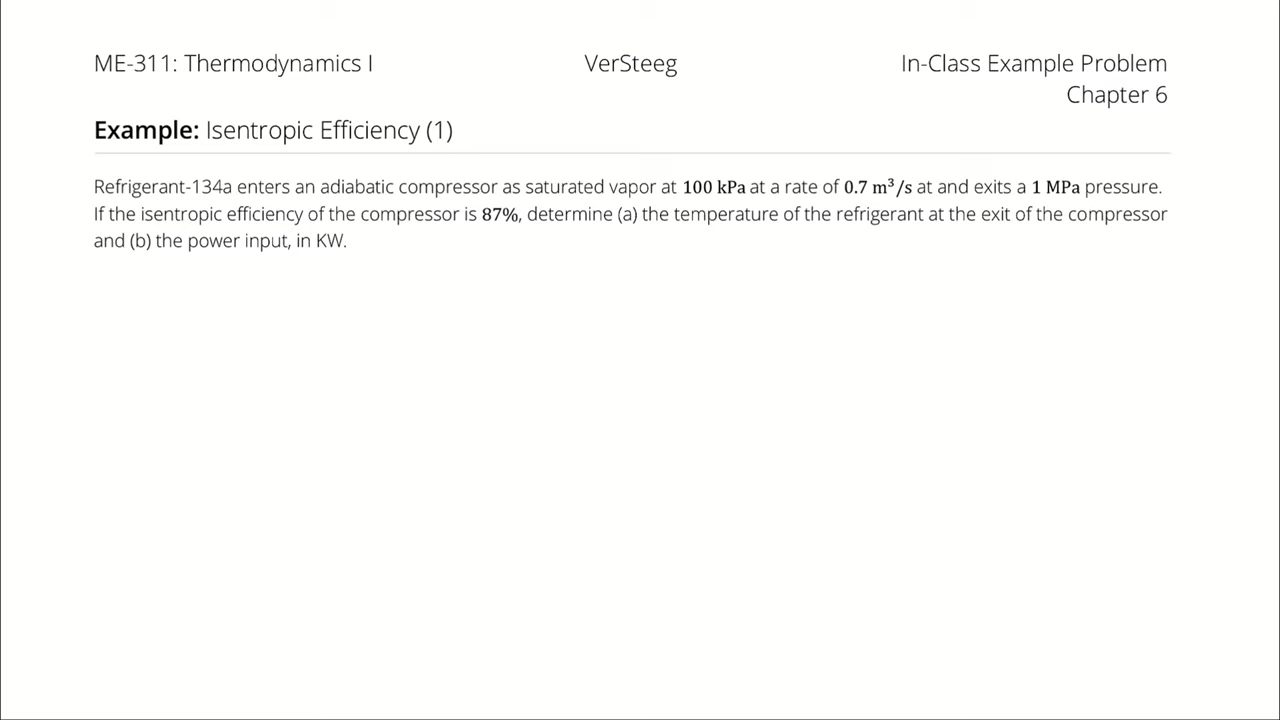 ME-311: Thermodynamics I VerSteeg In-Class Example Problem
Chapter 6
Example: Isentropic Efficiency (1)
Refrigerant-134a enters an adiabatic compressor as saturated vapor at 100 kPa at a rate of 0.7 m³/s at and exits a 1 MPa pressure.
If the isentropic efficiency of the compressor is 87%, determine (a) the temperature of the refrigerant at the exit of the compressor
and (b) the power input, in KW.